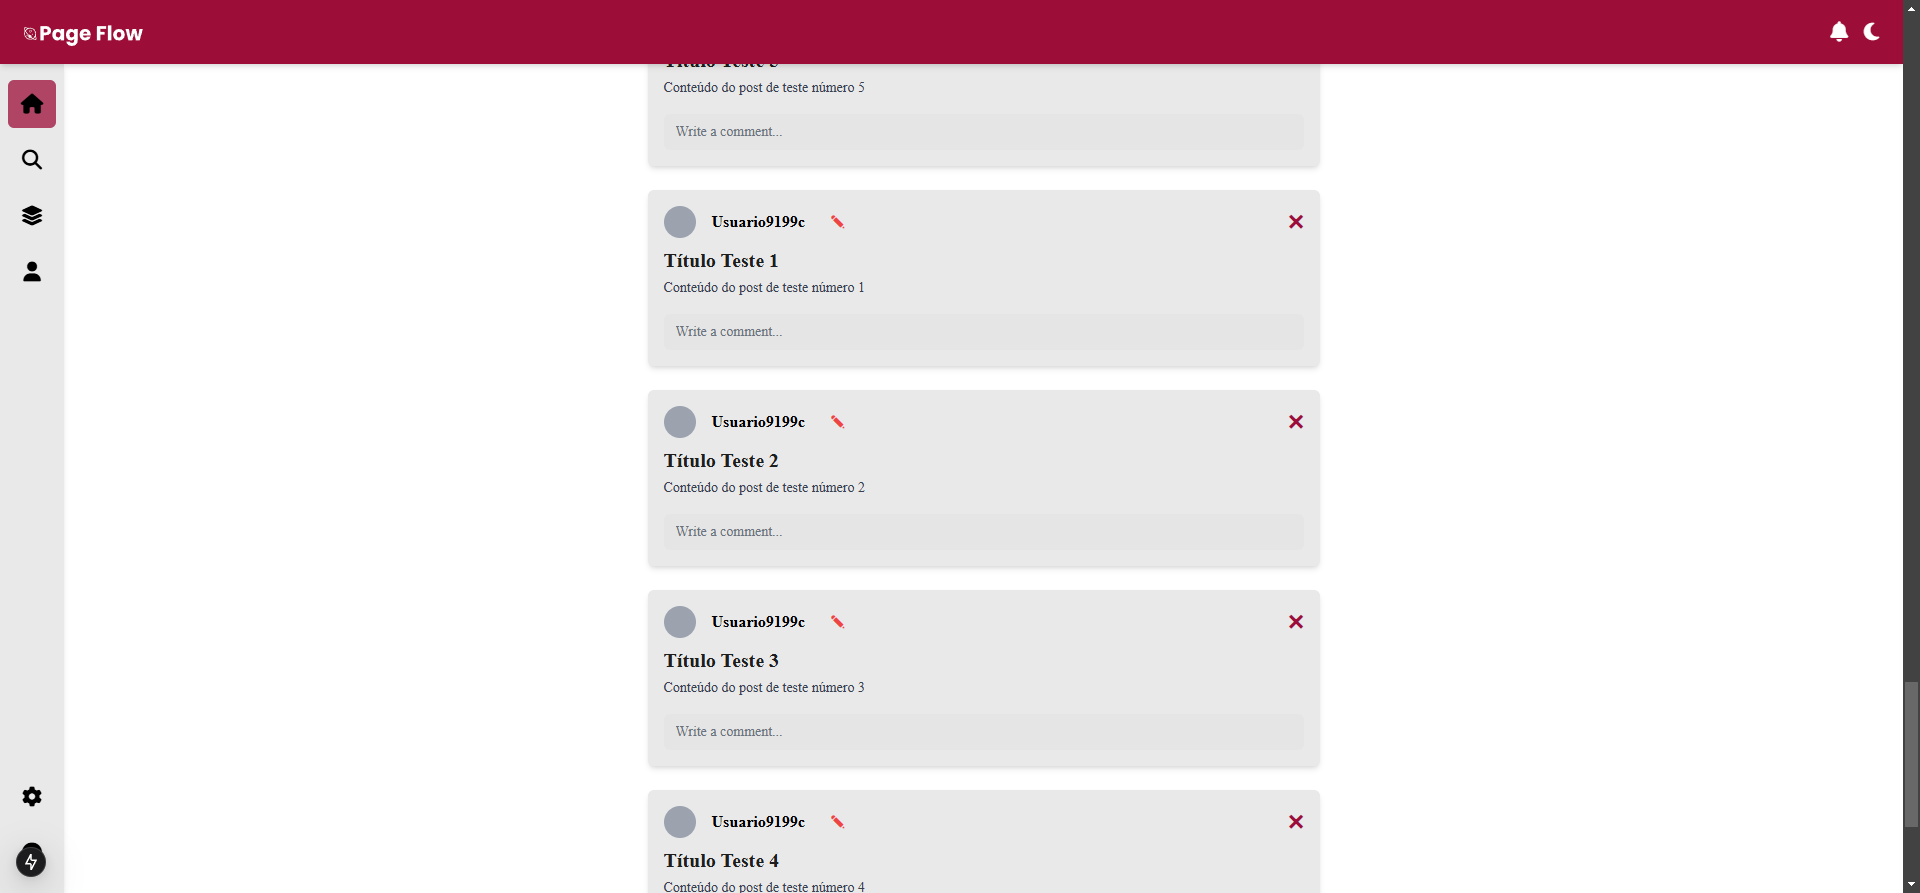 Page Flow
Conteúdo do post de teste número 5
Write a comment...
Usuario9199c
Título Teste 1
Conteúdo do post de teste número 1
Write a comment...
Usuario9199c
Título Teste 2
Conteúdo do post de teste número 2
Write a comment...
Usuario9199c
Título Teste 3
Conteúdo do post de teste número 3
Write a comment...
Usuario9199c
Título Teste 4
Conteúdo do post de teste número 4